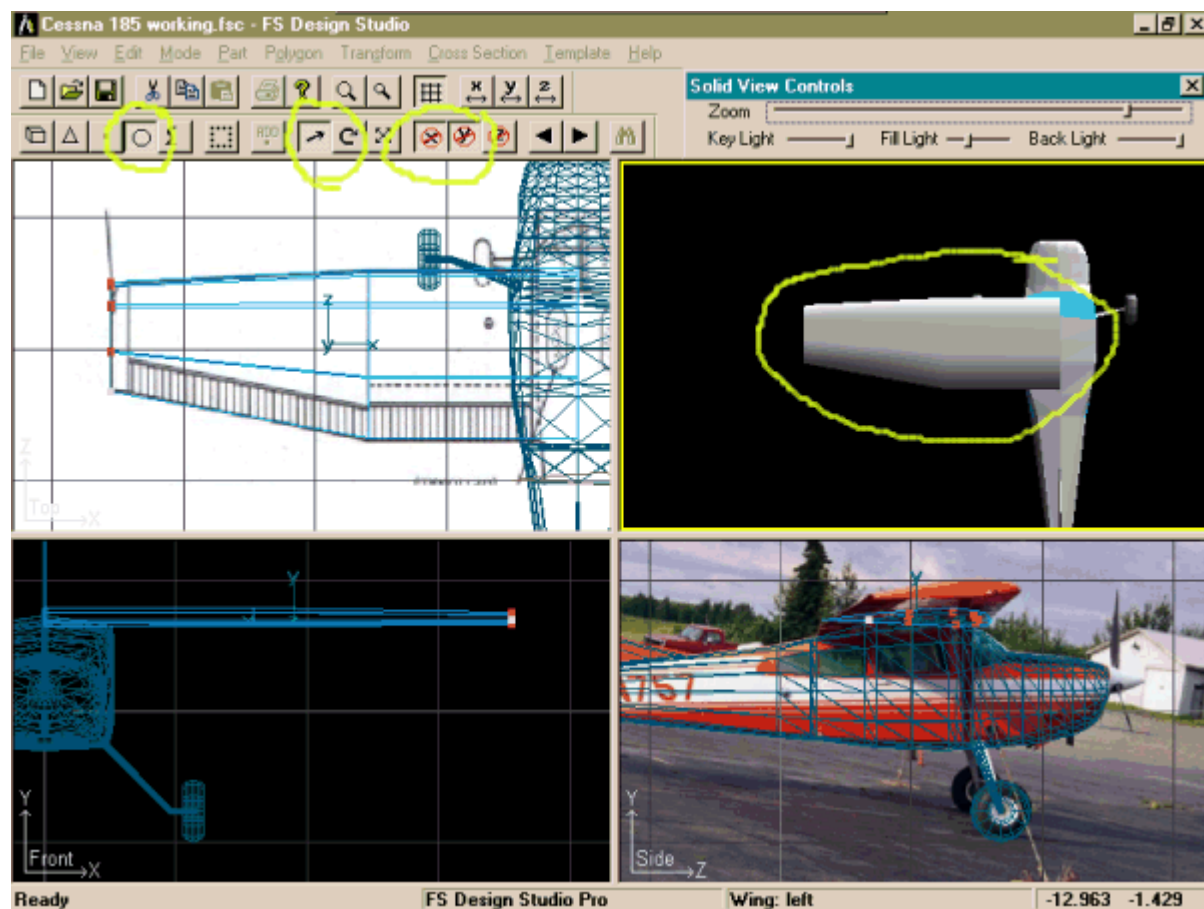 Cessna 185 working.fsc - FS Design Studio
File View Edit Mode Part Polygon Transform Cross Section Template Help
Solid View Controls
Zoom
Key Light Fill Light Back Light
x y z
ADD
x y
z
y x
Z
Top X
Y
Y
Front X
Y
757
Y
Side Z
Ready FS Design Studio Pro Wing: left -12.963 -1.429